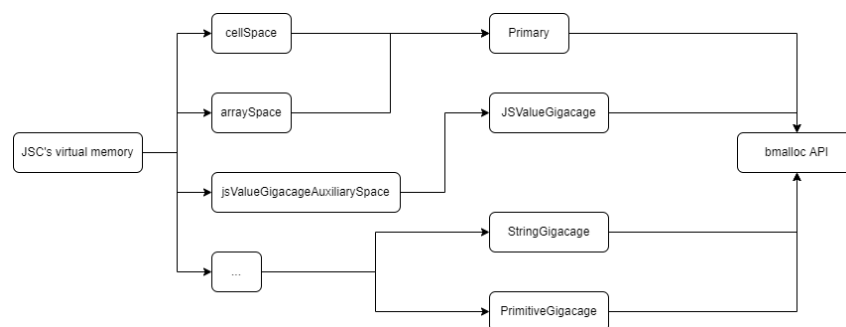 cellSpace
Primary
arraySpace
JSValueGigacage
JSC's virtual memory
bmalloc API
jsValueGigacageAuxiliarySpace
StringGigacage
...
PrimitiveGigacage